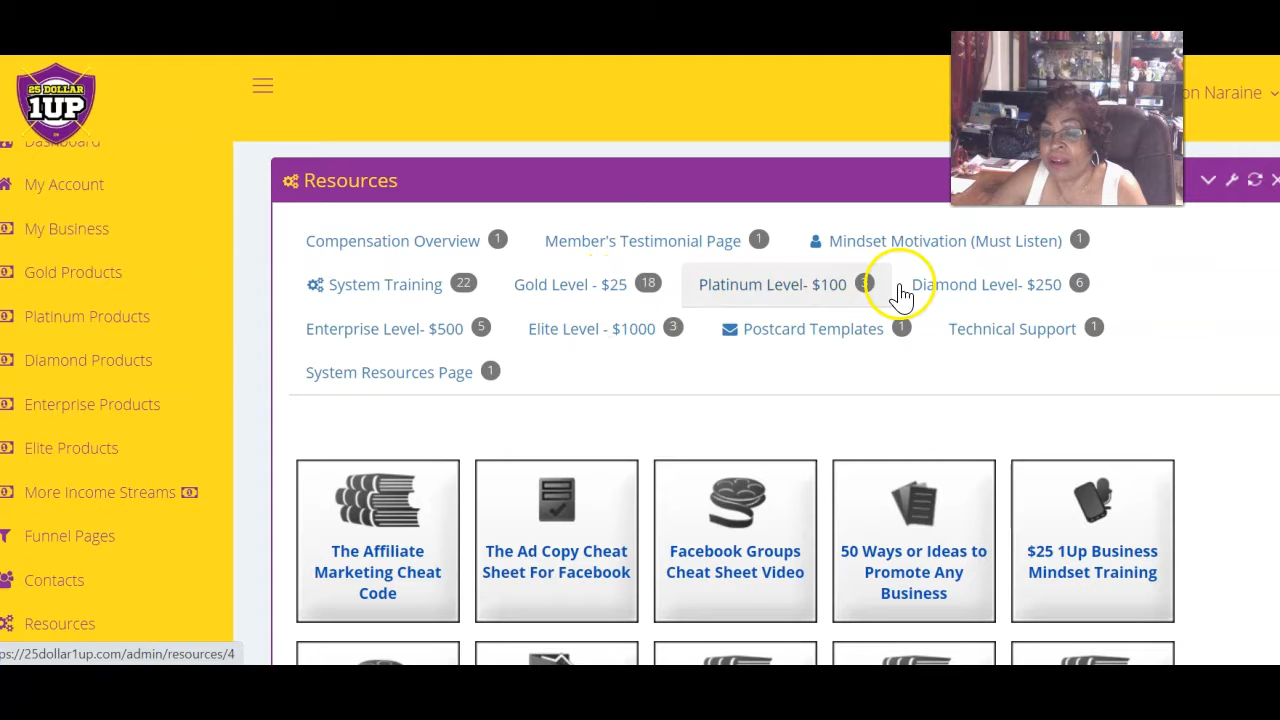 25 DOLLAR
1UP
on Naraine
Dashboard
My Account
My Business
Gold Products
Platinum Products
Diamond Products
Enterprise Products
Elite Products
More Income Streams
Funnel Pages
Contacts
Resources
Resources
Compensation Overview 1 Member's Testimonial Page 1 Mindset Motivation (Must Listen) 1
System Training 22 Gold Level - $25 18 Platinum Level- $100 3 Diamond Level- $250 6
Enterprise Level- $500 5 Elite Level - $1000 3 Postcard Templates 1 Technical Support 1
System Resources Page 1
The Affiliate
Marketing Cheat
Code
The Ad Copy Cheat
Sheet For Facebook
Facebook Groups
Cheat Sheet Video
50 Ways or Ideas to
Promote Any
Business
$25 1Up Business
Mindset Training
ps://25dollar1up.com/admin/resources/4